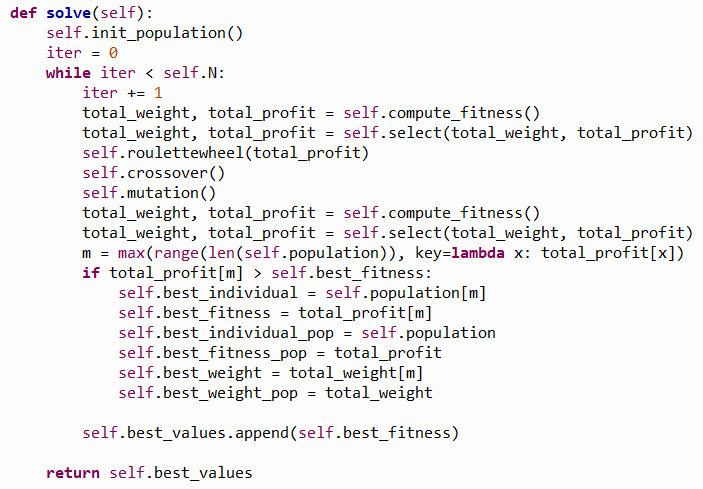 def solve(self):
    self.init_population()
    iter = 0
    while iter < self.N:
        iter += 1
        total_weight, total_profit = self.compute_fitness()
        total_weight, total_profit = self.select(total_weight, total_profit)
        self.roulettewheel(total_profit)
        self.crossover()
        self.mutation()
        total_weight, total_profit = self.compute_fitness()
        total_weight, total_profit = self.select(total_weight, total_profit)
        m = max(range(len(self.population)), key=lambda x: total_profit[x])
        if total_profit[m] > self.best_fitness:
            self.best_individual = self.population[m]
            self.best_fitness = total_profit[m]
            self.best_individual_pop = self.population
            self.best_fitness_pop = total_profit
            self.best_weight = total_weight[m]
            self.best_weight_pop = total_weight

        self.best_values.append(self.best_fitness)

    return self.best_values